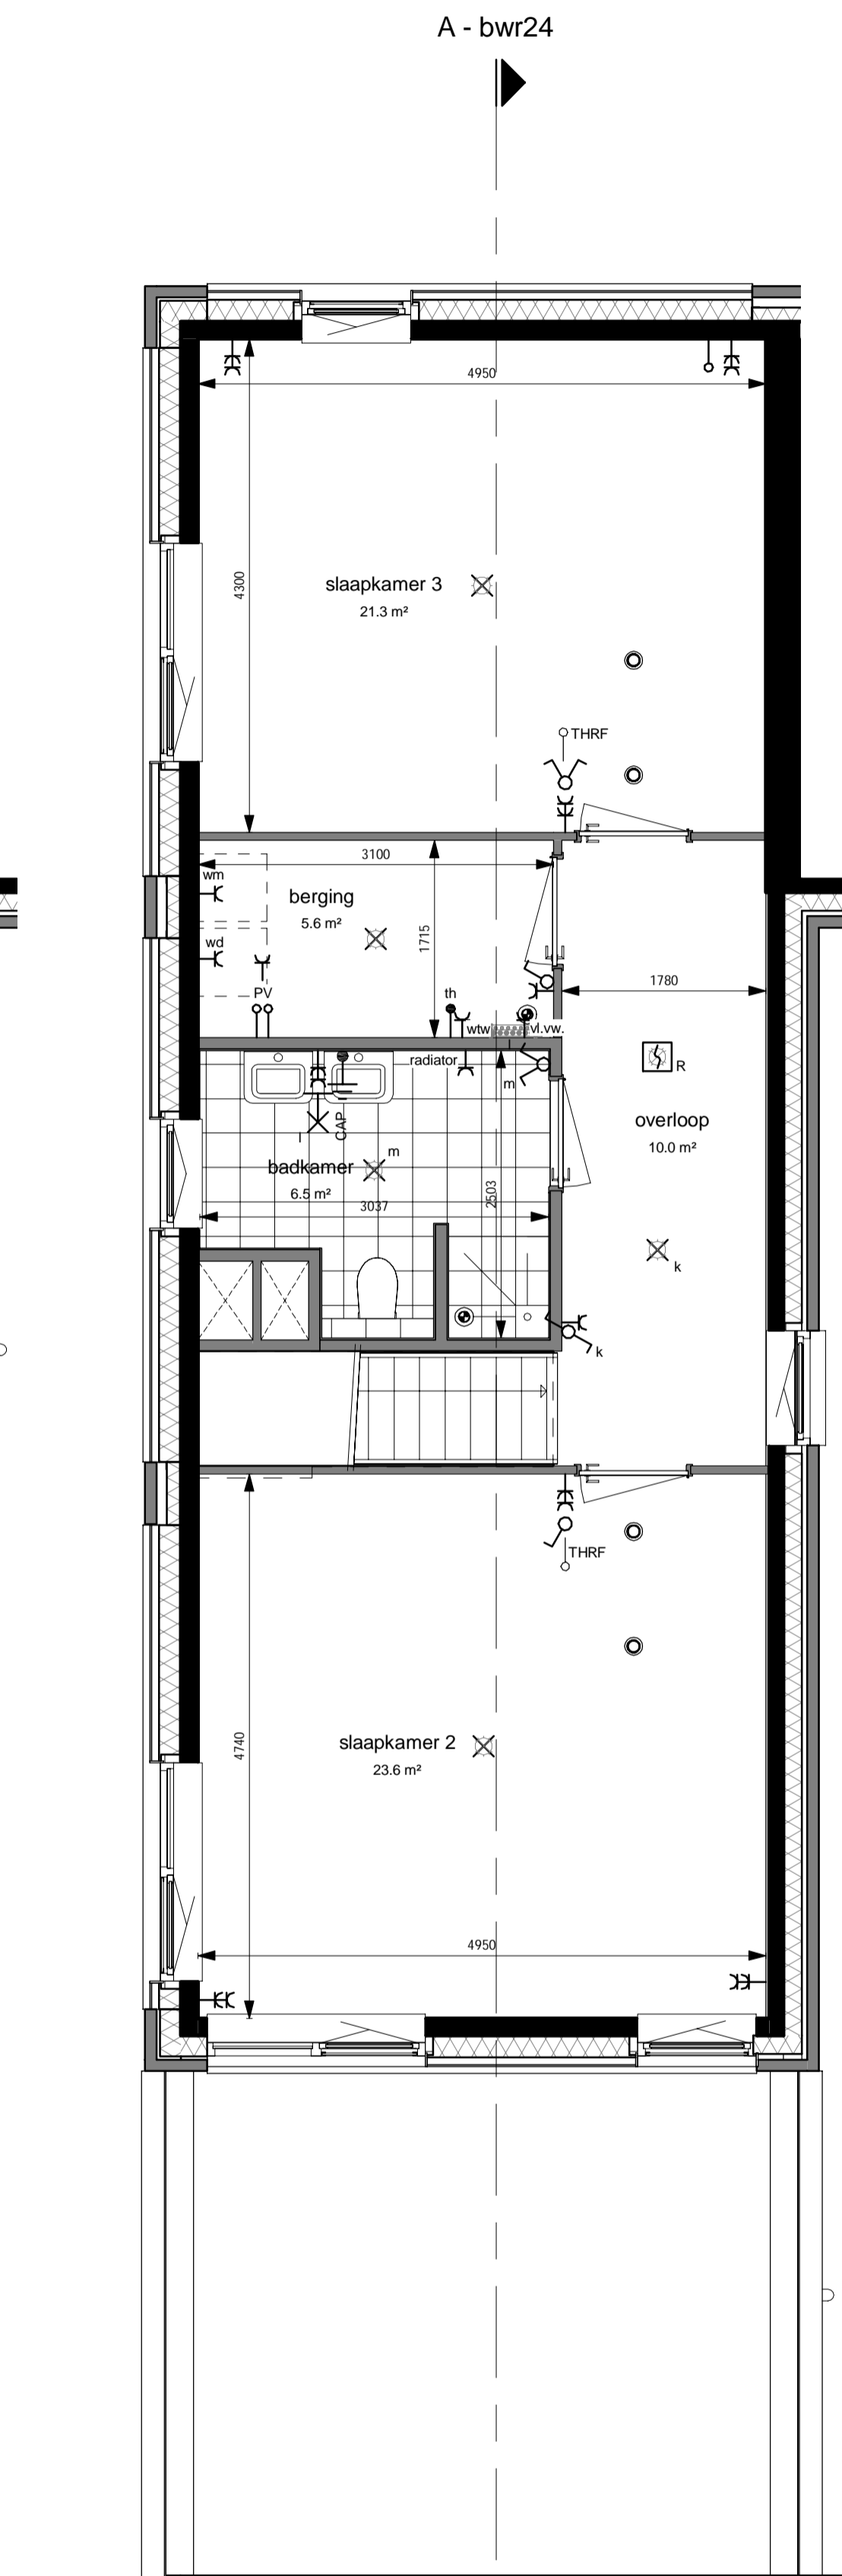 A - bwr24
4950
4300
slaapkamer 3
21.3 m²
THRF
3100
wm
berging
5.6 m²
1715
wd
1780
PV
th
wtw
vl.vw.
radiator
l
R
m
CAP
overloop
10.0 m²
l
m
badkamer
6.5 m²
3037
2503
k
k
THRF
4740
slaapkamer 2
23.6 m²
4950